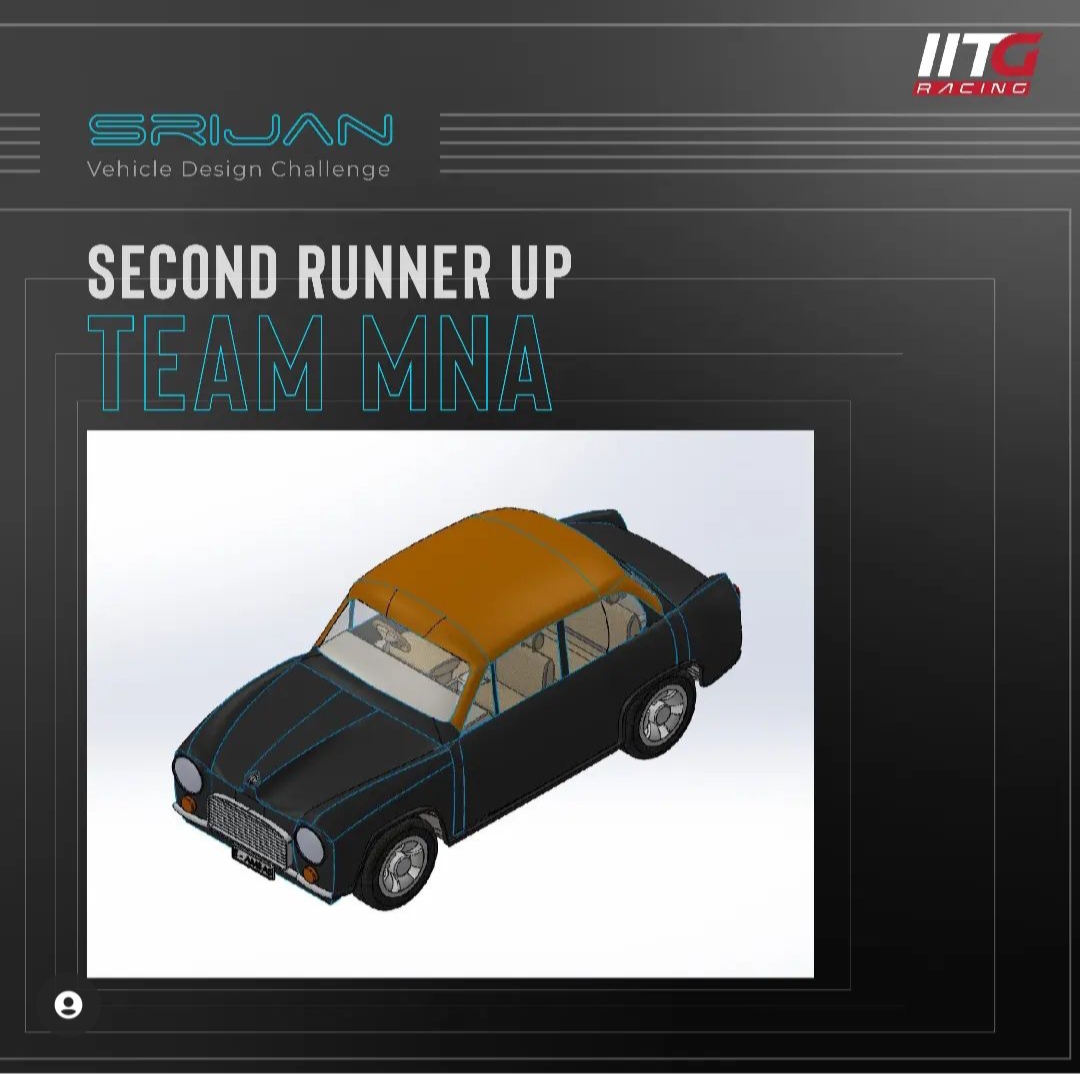 IITG
RACING
SRIJAN
Vehicle Design Challenge
SECOND RUNNER UP
TEAM MNA